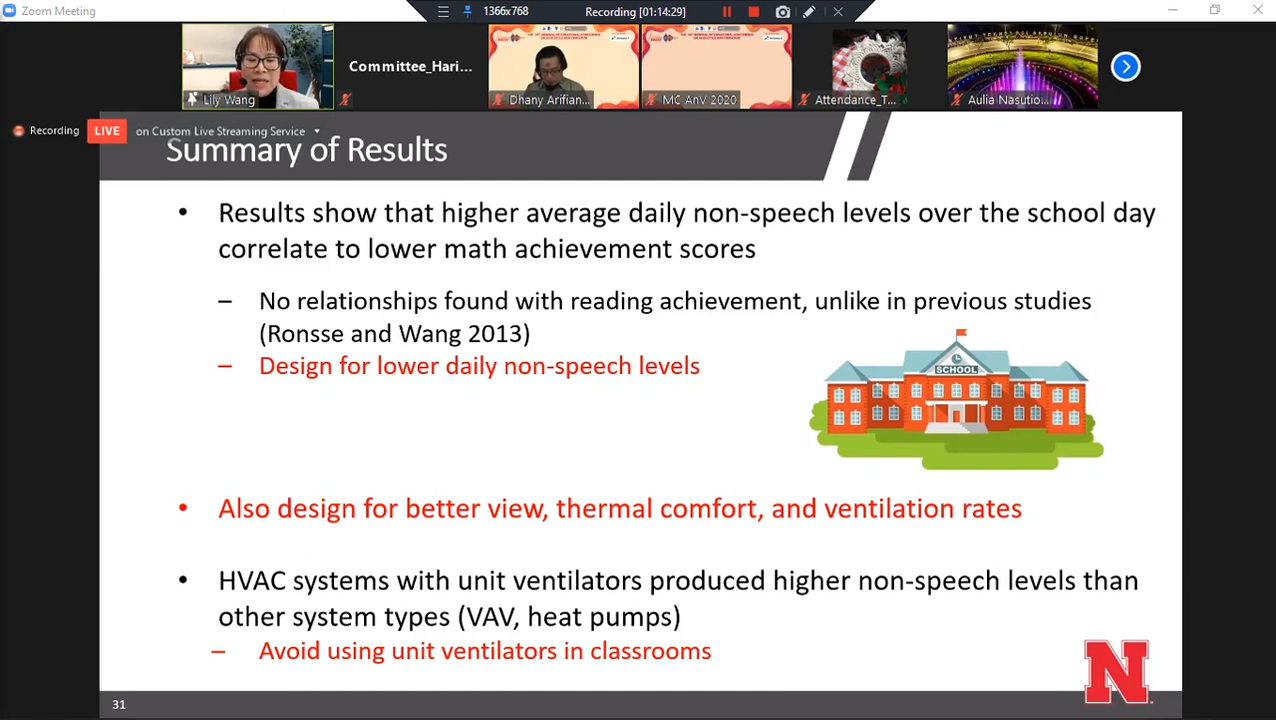 Zoom Meeting
1366x768
Recording [01:14:29]
Lily Wang
Committee_Hari...
Dhany Arifian...
MC AnV 2020
Attendance_T...
Aulia Nasutio...
Recording
LIVE
on Custom Live Streaming Service
Summary of Results
• Results show that higher average daily non-speech levels over the school day
correlate to lower math achievement scores
– No relationships found with reading achievement, unlike in previous studies
(Ronsse and Wang 2013)
– Design for lower daily non-speech levels
SCHOOL
• Also design for better view, thermal comfort, and ventilation rates
• HVAC systems with unit ventilators produced higher non-speech levels than
other system types (VAV, heat pumps)
– Avoid using unit ventilators in classrooms
N
31